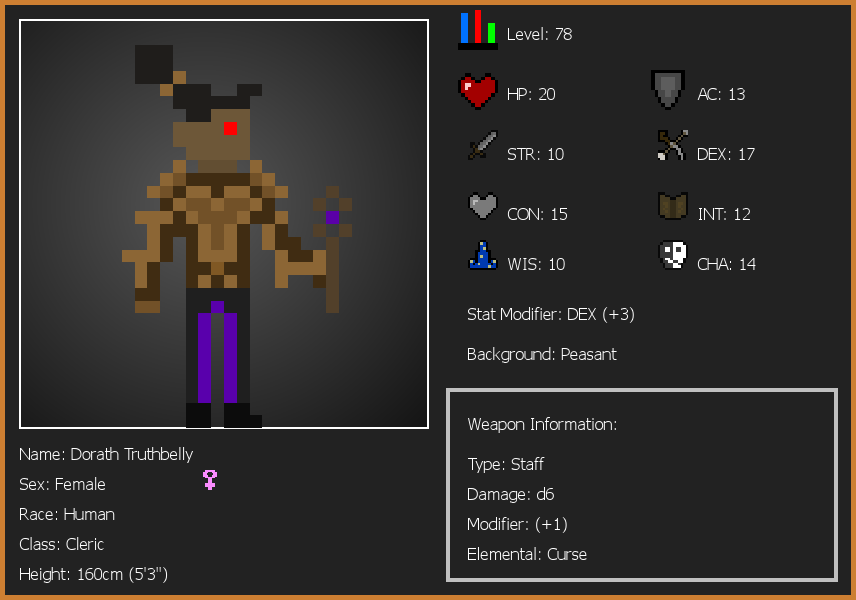 Level: 78
HP: 20
AC: 13
STR: 10
DEX: 17
CON: 15
INT: 12
WIS: 10
CHA: 14
Stat Modifier: DEX (+3)
Background: Peasant
Weapon Information:
Type: Staff
Damage: d6
Modifier: (+1)
Elemental: Curse
Name: Dorath Truthbelly
Sex: Female
Race: Human
Class: Cleric
Height: 160cm (5'3")